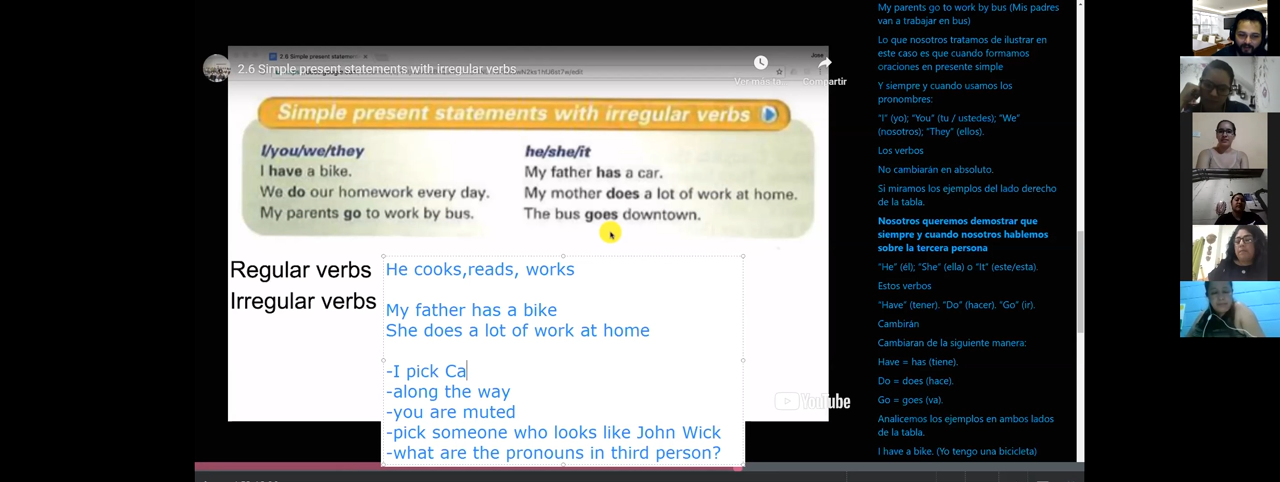 2.6 Simple present statemen
2.6 Simple present statements with irregular verbs
Ver más ta
Compartir
Simple present statements with irregular verbs
I/you/we/they
I have a bike.
We do our homework every day.
My parents go to work by bus.
he/she/it
My father has a car.
My mother does a lot of work at home.
The bus goes downtown.
Regular verbs
Irregular verbs
He cooks,reads, works
My father has a bike
She does a lot of work at home
-I pick Ca
-along the way
-you are muted
-pick someone who looks like John Wick
-what are the pronouns in third person?
YouTube
My parents go to work by bus (Mis padres
van a trabajar en bus)
Lo que nosotros tratamos de ilustrar en
este caso es que cuando formamos
oraciones en presente simple
Y siempre y cuando usamos los
pronombres:
"I" (yo); "You" (tu / ustedes); "We"
(nosotros); "They" (ellos).
Los verbos
No cambiarán en absoluto.
Si miramos los ejemplos del lado derecho
de la tabla.
Nosotros queremos demostrar que
siempre y cuando nosotros hablemos
sobre la tercera persona
"He" (él); "She" (ella) o "It" (este/esta).
Estos verbos
"Have" (tener). "Do" (hacer). "Go" (ir).
Cambirán
Cambiaran de la siguiente manera:
Have = has (tiene).
Do = does (hace).
Go = goes (va).
Analicemos los ejemplos en ambos lados
de la tabla.
I have a bike. (Yo tengo una bicicleta)